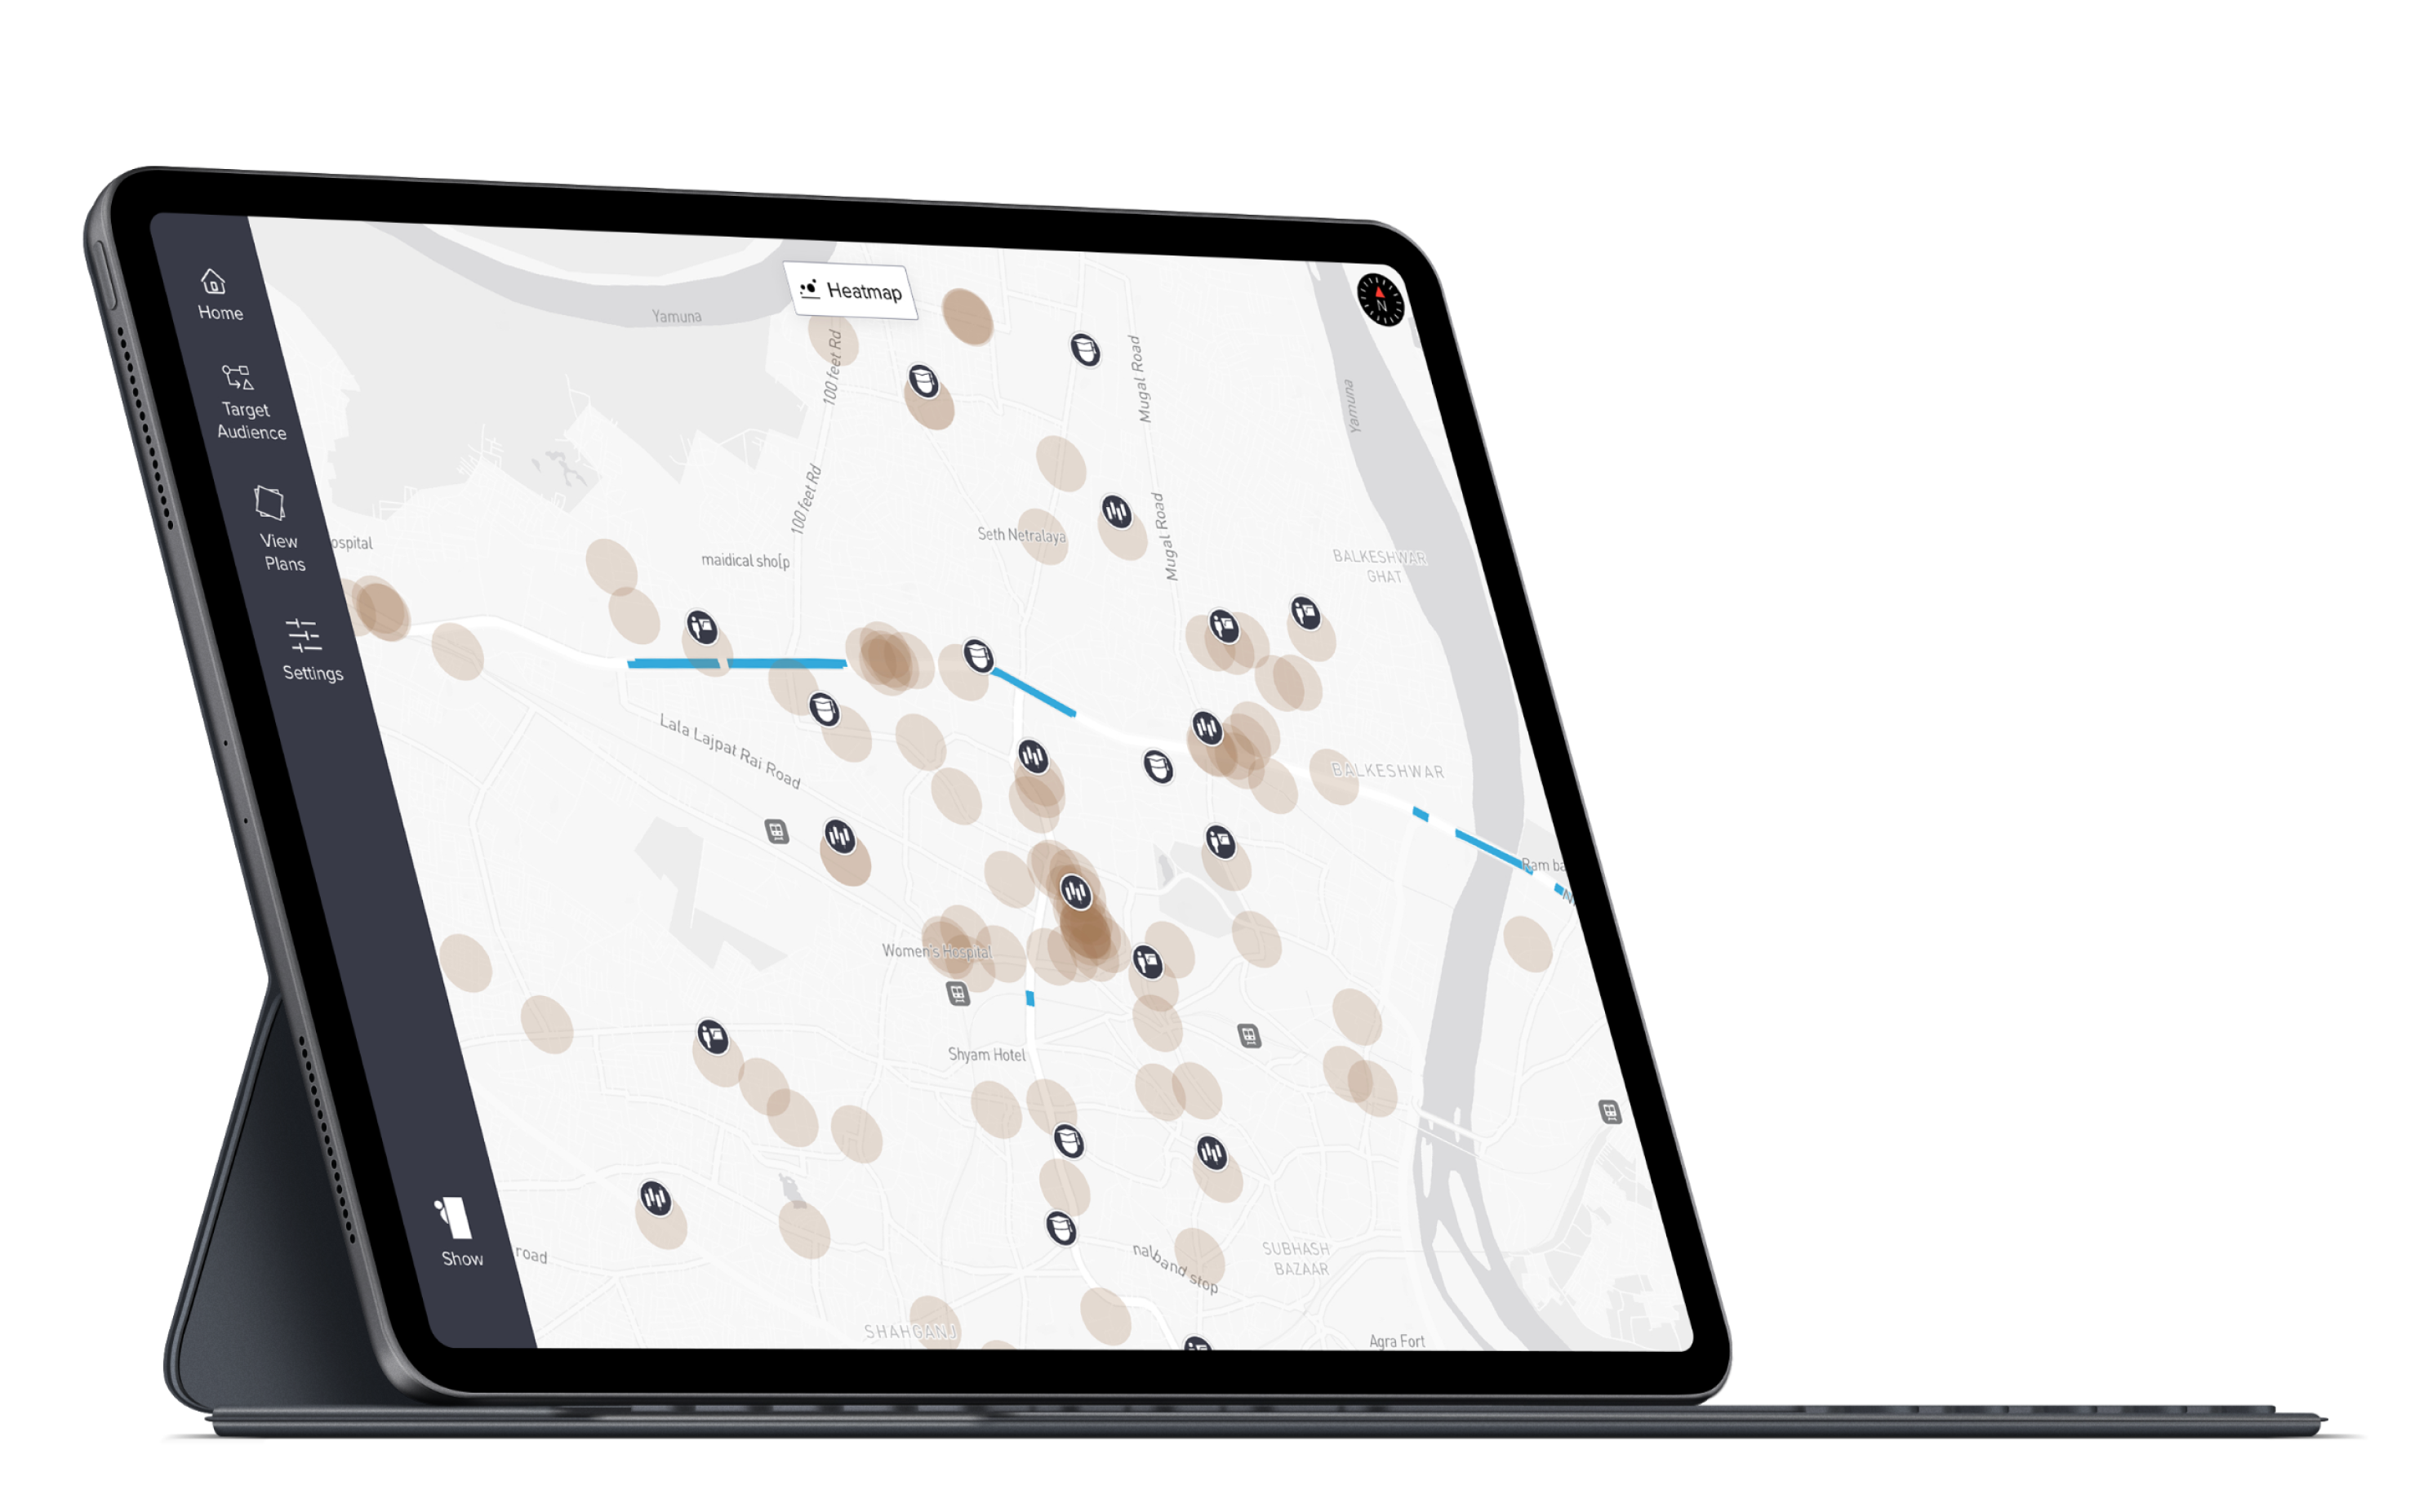 Home
Target
Audience
View
Plans
Settings
Show
Heatmap
N
Yamuna
100 feet Rd
Mugal Road
Yamuna
100 feet Rd
Mugal Road
Seth Netralaya
ospital
maidical sho[p
BALKESHWAR
GHAT
Lala Lajpat Rai Road
BALKESHWAR
Ram ba
N
Women's Hospital
Shyam Hotel
road
nalband stop
SUBHASH
BAZAAR
SHAHGANJ
Agra Fort